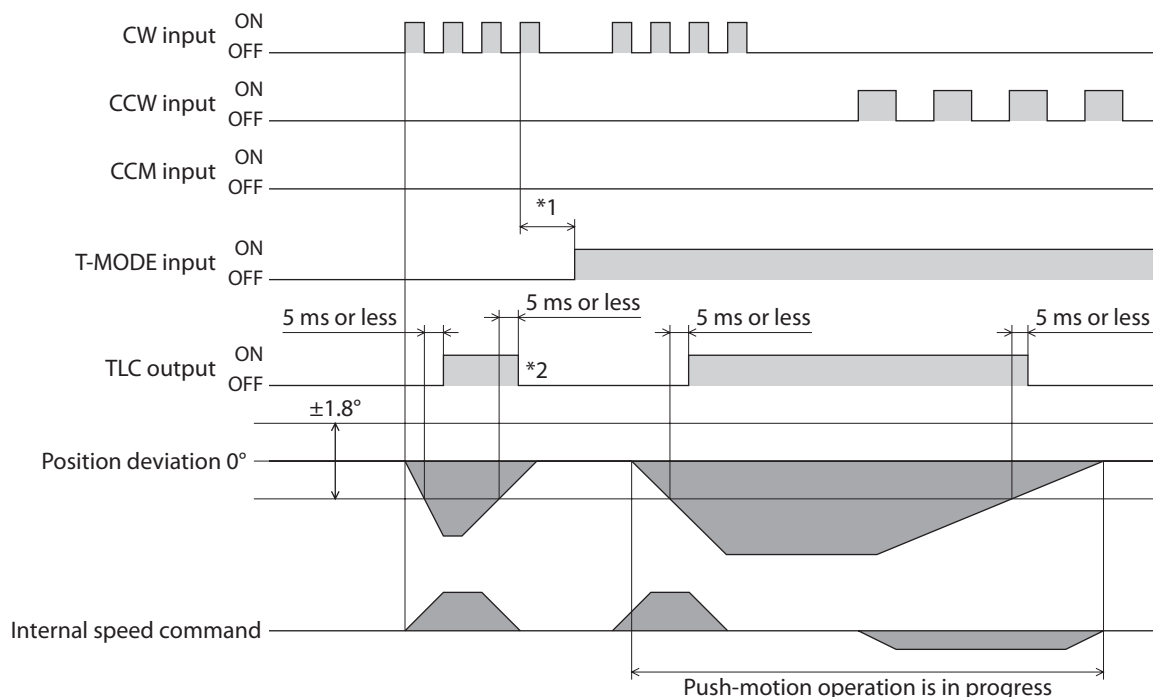 CW input ON
OFF
CCW input ON
OFF
CCM input ON
OFF
*1
T-MODE input ON
OFF
5 ms or less 5 ms or less 5 ms or less 5 ms or less
TLC output ON
OFF
*2
±1.8°
Position deviation 0°
Internal speed command
Push-motion operation is in progress